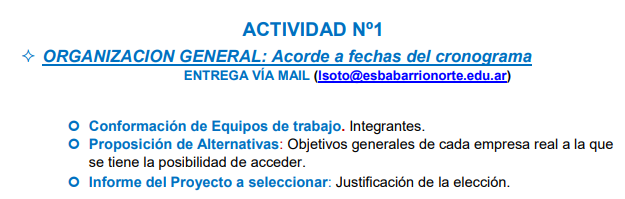 ACTIVIDAD Nº1
✧ ORGANIZACION GENERAL: Acorde a fechas del cronograma
ENTREGA VÍA MAIL (lsoto@esbabarrionorte.edu.ar)
Conformación de Equipos de trabajo. Integrantes.
Proposición de Alternativas: Objetivos generales de cada empresa real a la que
se tiene la posibilidad de acceder.
Informe del Proyecto a seleccionar: Justificación de la elección.